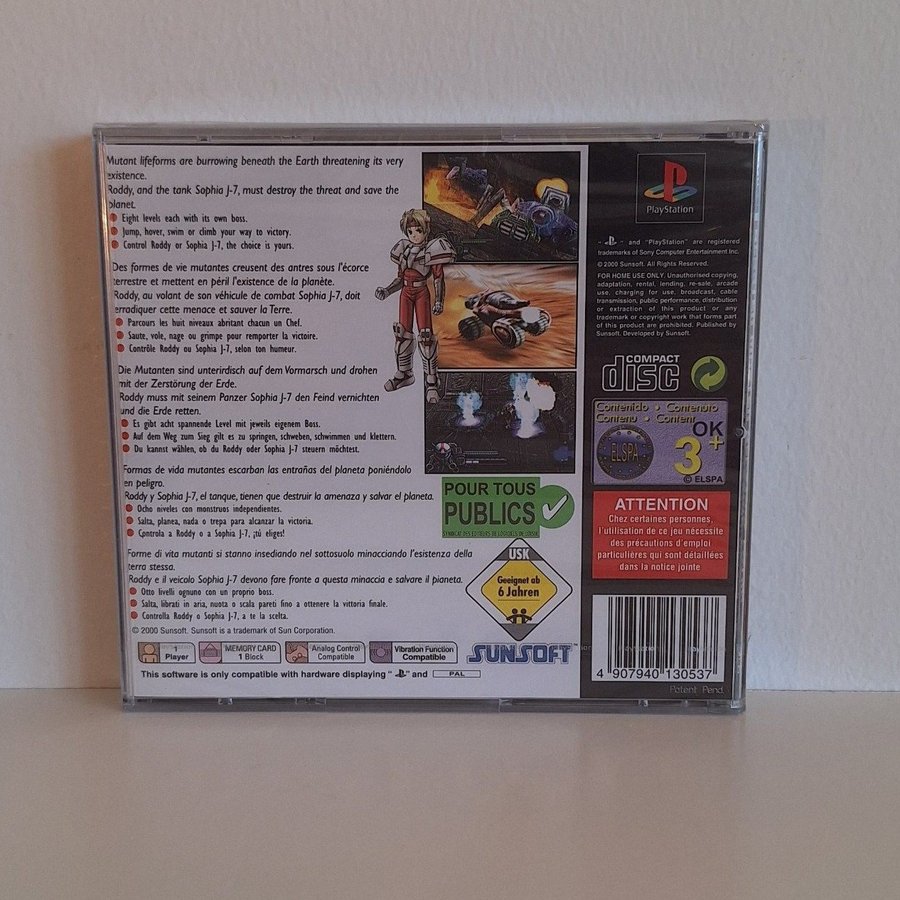 Mutant lifeforms are burrowing beneath the Earth threatening its very
existence.
Roddy, and the tank Sophia J-7, must destroy the threat and save the
planet.
Eight levels each with its own boss.
Jump, hover, swim or climb your way to victory.
Control Roddy or Sophia J-7, the choice is yours.
Des formes de vie mutantes creusent des antres sous l'écorce
terrestre et mettent en péril l'existence de la planète.
Roddy, au volant de son véhicule de combat Sophia J-7, doit
erradiquer cette menace et sauver la Terre.
Parcours les huit niveaux abritant chacun un Chef.
Saute, vole, nage ou grimpe pour remporter la victoire.
Contrôle Roddy ou Sophia J-7, selon ton humeur.
Die Mutanten sind unterirdisch auf dem Vormarsch und drohen
mit der Zerstörung der Erde.
Roddy muss mit seinem Panzer Sophia J-7 den Feind vernichten
und die Erde retten.
Es gibt acht spannende Level mit jeweils eigenem Boss.
Auf dem Weg zum Sieg gilt es zu springen, schweben, schwimmen und klettern.
Du kannst wählen, ob du Roddy oder Sophia J-7 steuern möchtest.
Formas de vida mutantes escarban las entrañas del planeta poniéndolo
en peligro.
Roddy y Sophia J-7, el tanque, tienen que destruir la amenaza y salvar el planeta.
Ocho niveles con monstruos independientes.
Salta, planea, nada o trepa para alcanzar la victoria.
Controla a Roddy o a Sophia J-7, ¡tú eliges!
Forme di vita mutanti si stanno insediando nel sottosuolo minacciando l'esistenza della
terra stessa.
Roddy e il veicolo Sophia J-7 devono fare fronte a questa minaccia e salvare il pianeta.
Otto livelli ognuno con un proprio boss.
Salta, librati in aria, nuota o scala pareti fino a ottenere la vittoria finale.
Controlla Roddy o Sophia J-7, a te la scelta.
© 2000 Sunsoft. Sunsoft is a trademark of Sun Corporation.
1
Player
MEMORY CARD
1 Block
Analog Control
Compatible
Vibration Function
Compatible
SUNSOFT
This software is only compatible with hardware displaying " " and PAL
POUR TOUS
PUBLICS
SYNDICAT DES EDITEURS DE LOGICIELS DE LOISIRS
USK
Geeignet ab
6 Jahren
PlayStation
" " and "PlayStation" are registered
trademarks of Sony Computer Entertainment Inc.
© 2000 Sunsoft. All Rights Reserved.
FOR HOME USE ONLY. Unauthorised copying,
adaptation, rental, lending, re-sale, arcade
use, charging for use, broadcast, cable
transmission, public performance, distribution
or extraction of this product or any
trademark or copyright work that forms part
of this product are prohibited. Published by
Sunsoft. Developed by Sunsoft.
COMPACT
disc
Contenido • Contenuto
Contenu • Content
OK
ELSPA
3+
© ELSPA
ATTENTION
Chez certaines personnes,
l'utilisation de ce jeu nécessite
des précautions d'emploi
particulières qui sont détaillées
dans la notice jointe
4 907940 130537
Patent Pend.